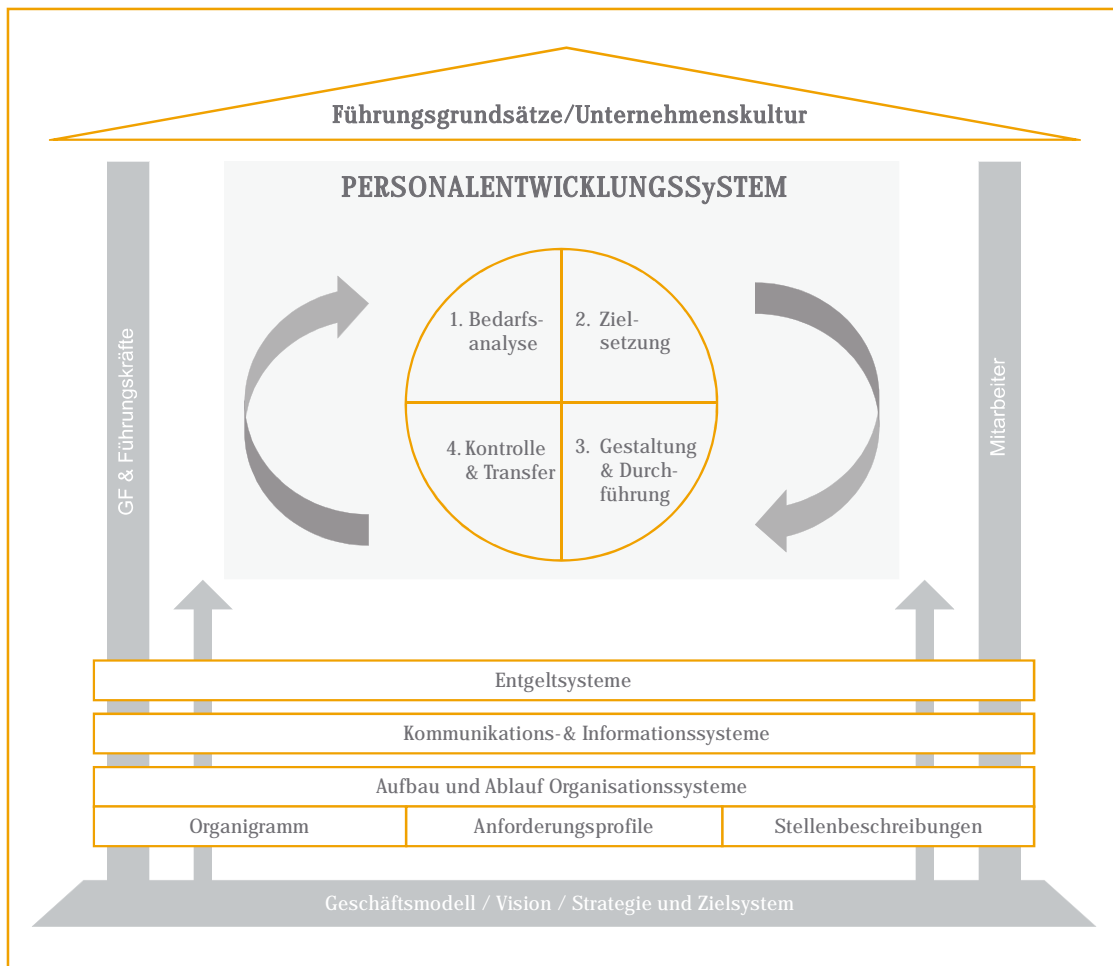 Führungsgrundsätze/Unternehmenskultur
PERSONALENTWICKLUNGSSySTEM
GF & Führungskräfte
1. Bedarfs-
analyse
2. Ziel-
setzung
4. Kontrolle
& Transfer
3. Gestaltung
& Durch-
führung
Mitarbeiter
Entgeltsysteme
Kommunikations- & Informationssysteme
Aufbau und Ablauf Organisationssysteme
Organigramm
Anforderungsprofile
Stellenbeschreibungen
Geschäftsmodell / Vision / Strategie und Zielsystem